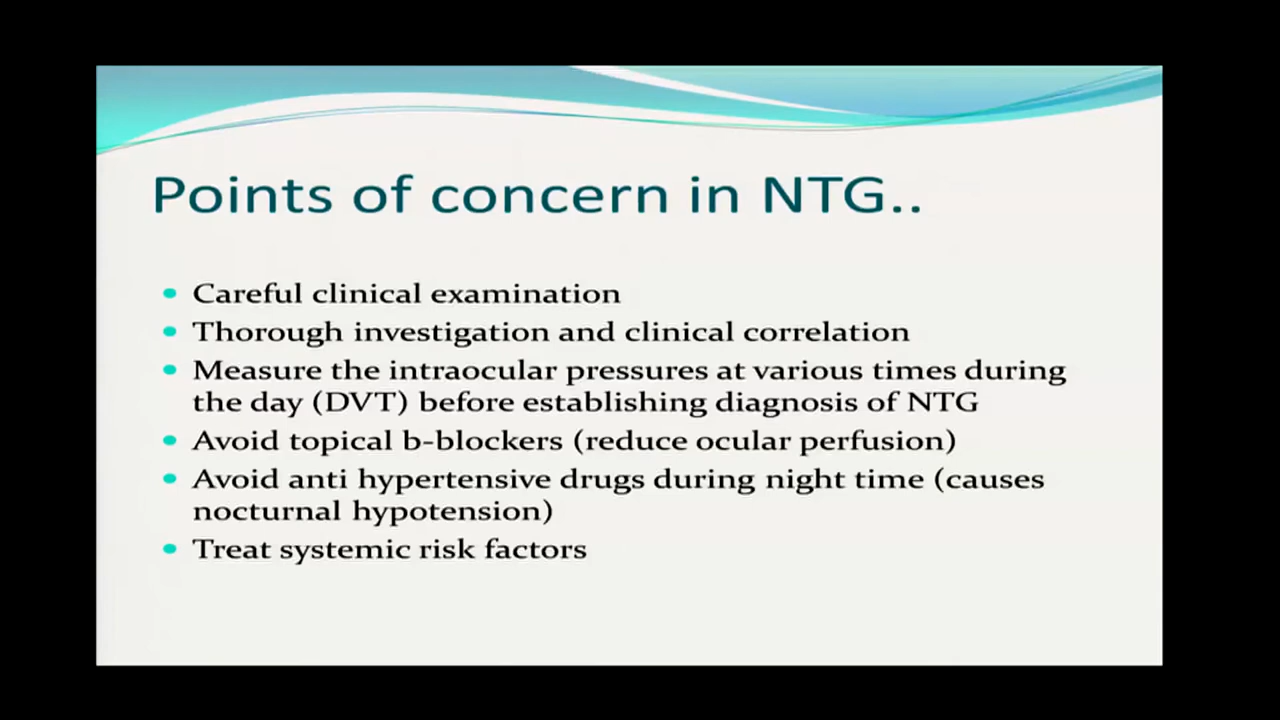 Points of concern in NTG..
• Careful clinical examination
• Thorough investigation and clinical correlation
• Measure the intraocular pressures at various times during
the day (DVT) before establishing diagnosis of NTG
• Avoid topical b-blockers (reduce ocular perfusion)
• Avoid anti hypertensive drugs during night time (causes
nocturnal hypotension)
• Treat systemic risk factors